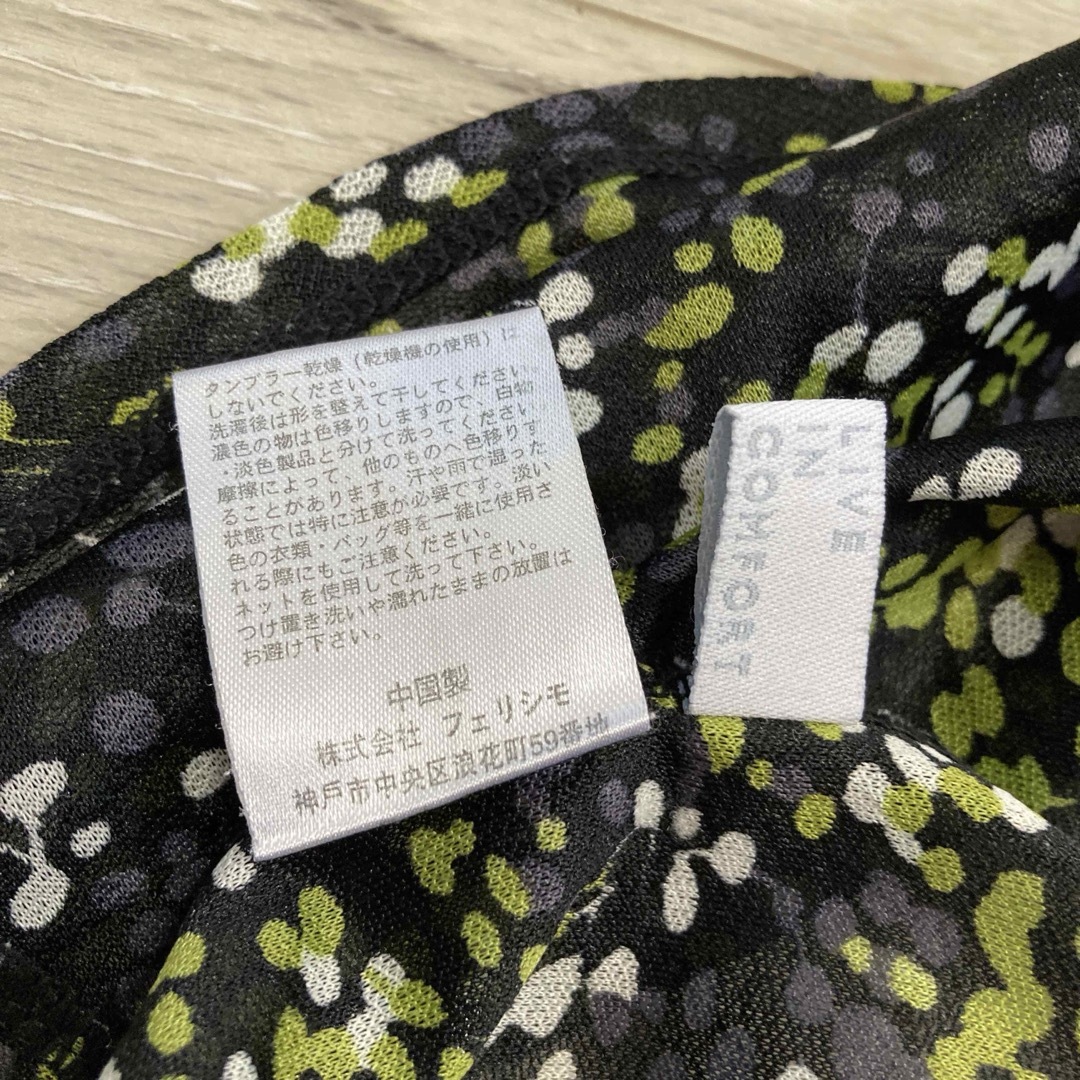 タンブラー乾燥（乾燥機の使用）は
しないでください。
洗濯後は形を整えて干してください。
濃色の物は色移りしますので、白物
・淡色製品と分けて洗ってください。
摩擦によって、他のものへ色移りす
ることがあります。汗や雨で湿った
状態では特に注意が必要です。淡い
色の衣類・バッグ等を一緒に使用さ
れる際にもご注意ください。
ネットを使用して洗って下さい。
つけ置き洗いや濡れたままの放置は
お避け下さい。
中国製
株式会社 フェリシモ
神戸市中央区浪花町59番地
LIVE
IN
COMFORT